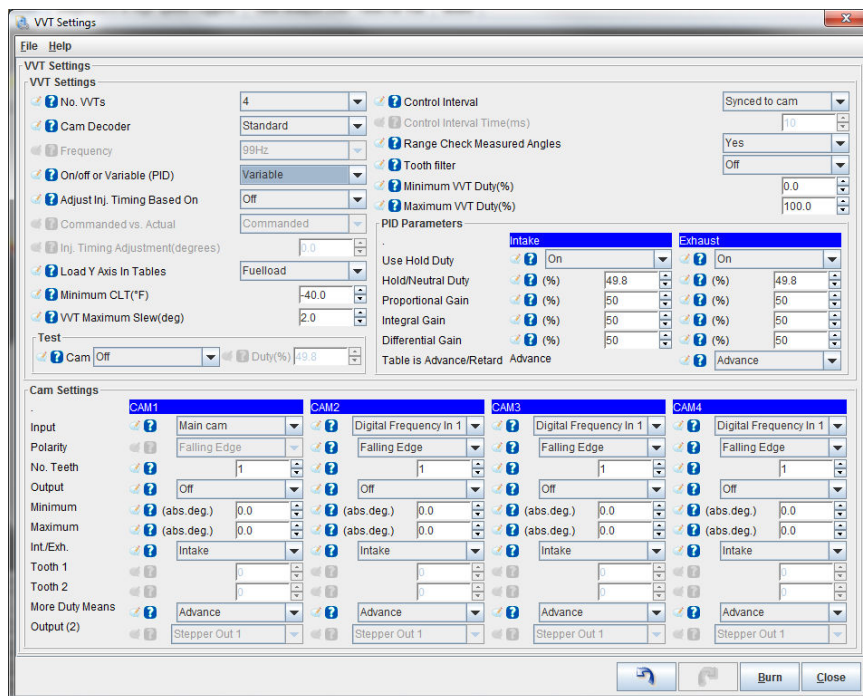 VVT Settings
File Help
VVT Settings
VVT Settings
No. VVTs 4
Cam Decoder Standard
Frequency 99Hz
On/off or Variable (PID) Variable
Adjust Inj. Timing Based On Off
Commanded vs. Actual Commanded
Inj. Timing Adjustment(degrees) 0.0
Load Y Axis In Tables Fuelload
Minimum CLT(°F) -40.0
VVT Maximum Slew(deg) 2.0
Test
Cam Off Duty(%) 49.8
Control Interval Synced to cam
Control Interval Time(ms) 10
Range Check Measured Angles Yes
Tooth filter Off
Minimum VVT Duty(%) 0.0
Maximum VVT Duty(%) 100.0
PID Parameters
. Intake Exhaust
Use Hold Duty On On
Hold/Neutral Duty (%) 49.8 (%) 49.8
Proportional Gain (%) 50 (%) 50
Integral Gain (%) 50 (%) 50
Differential Gain (%) 50 (%) 50
Table is Advance/Retard Advance Advance
Cam Settings
. CAM1 CAM2 CAM3 CAM4
Input Main cam Digital Frequency In 1 Digital Frequency In 1 Digital Frequency In 1
Polarity Falling Edge Falling Edge Falling Edge Falling Edge
No. Teeth 1 1 1 1
Output Off Off Off Off
Minimum (abs.deg.) 0.0 (abs.deg.) 0.0 (abs.deg.) 0.0 (abs.deg.) 0.0
Maximum (abs.deg.) 0.0 (abs.deg.) 0.0 (abs.deg.) 0.0 (abs.deg.) 0.0
Int./Exh. Intake Intake Intake Intake
Tooth 1 0 0 0 0
Tooth 2 0 0 0 0
More Duty Means Advance Advance Advance Advance
Output (2) Stepper Out 1 Stepper Out 1 Stepper Out 1 Stepper Out 1
Burn Close